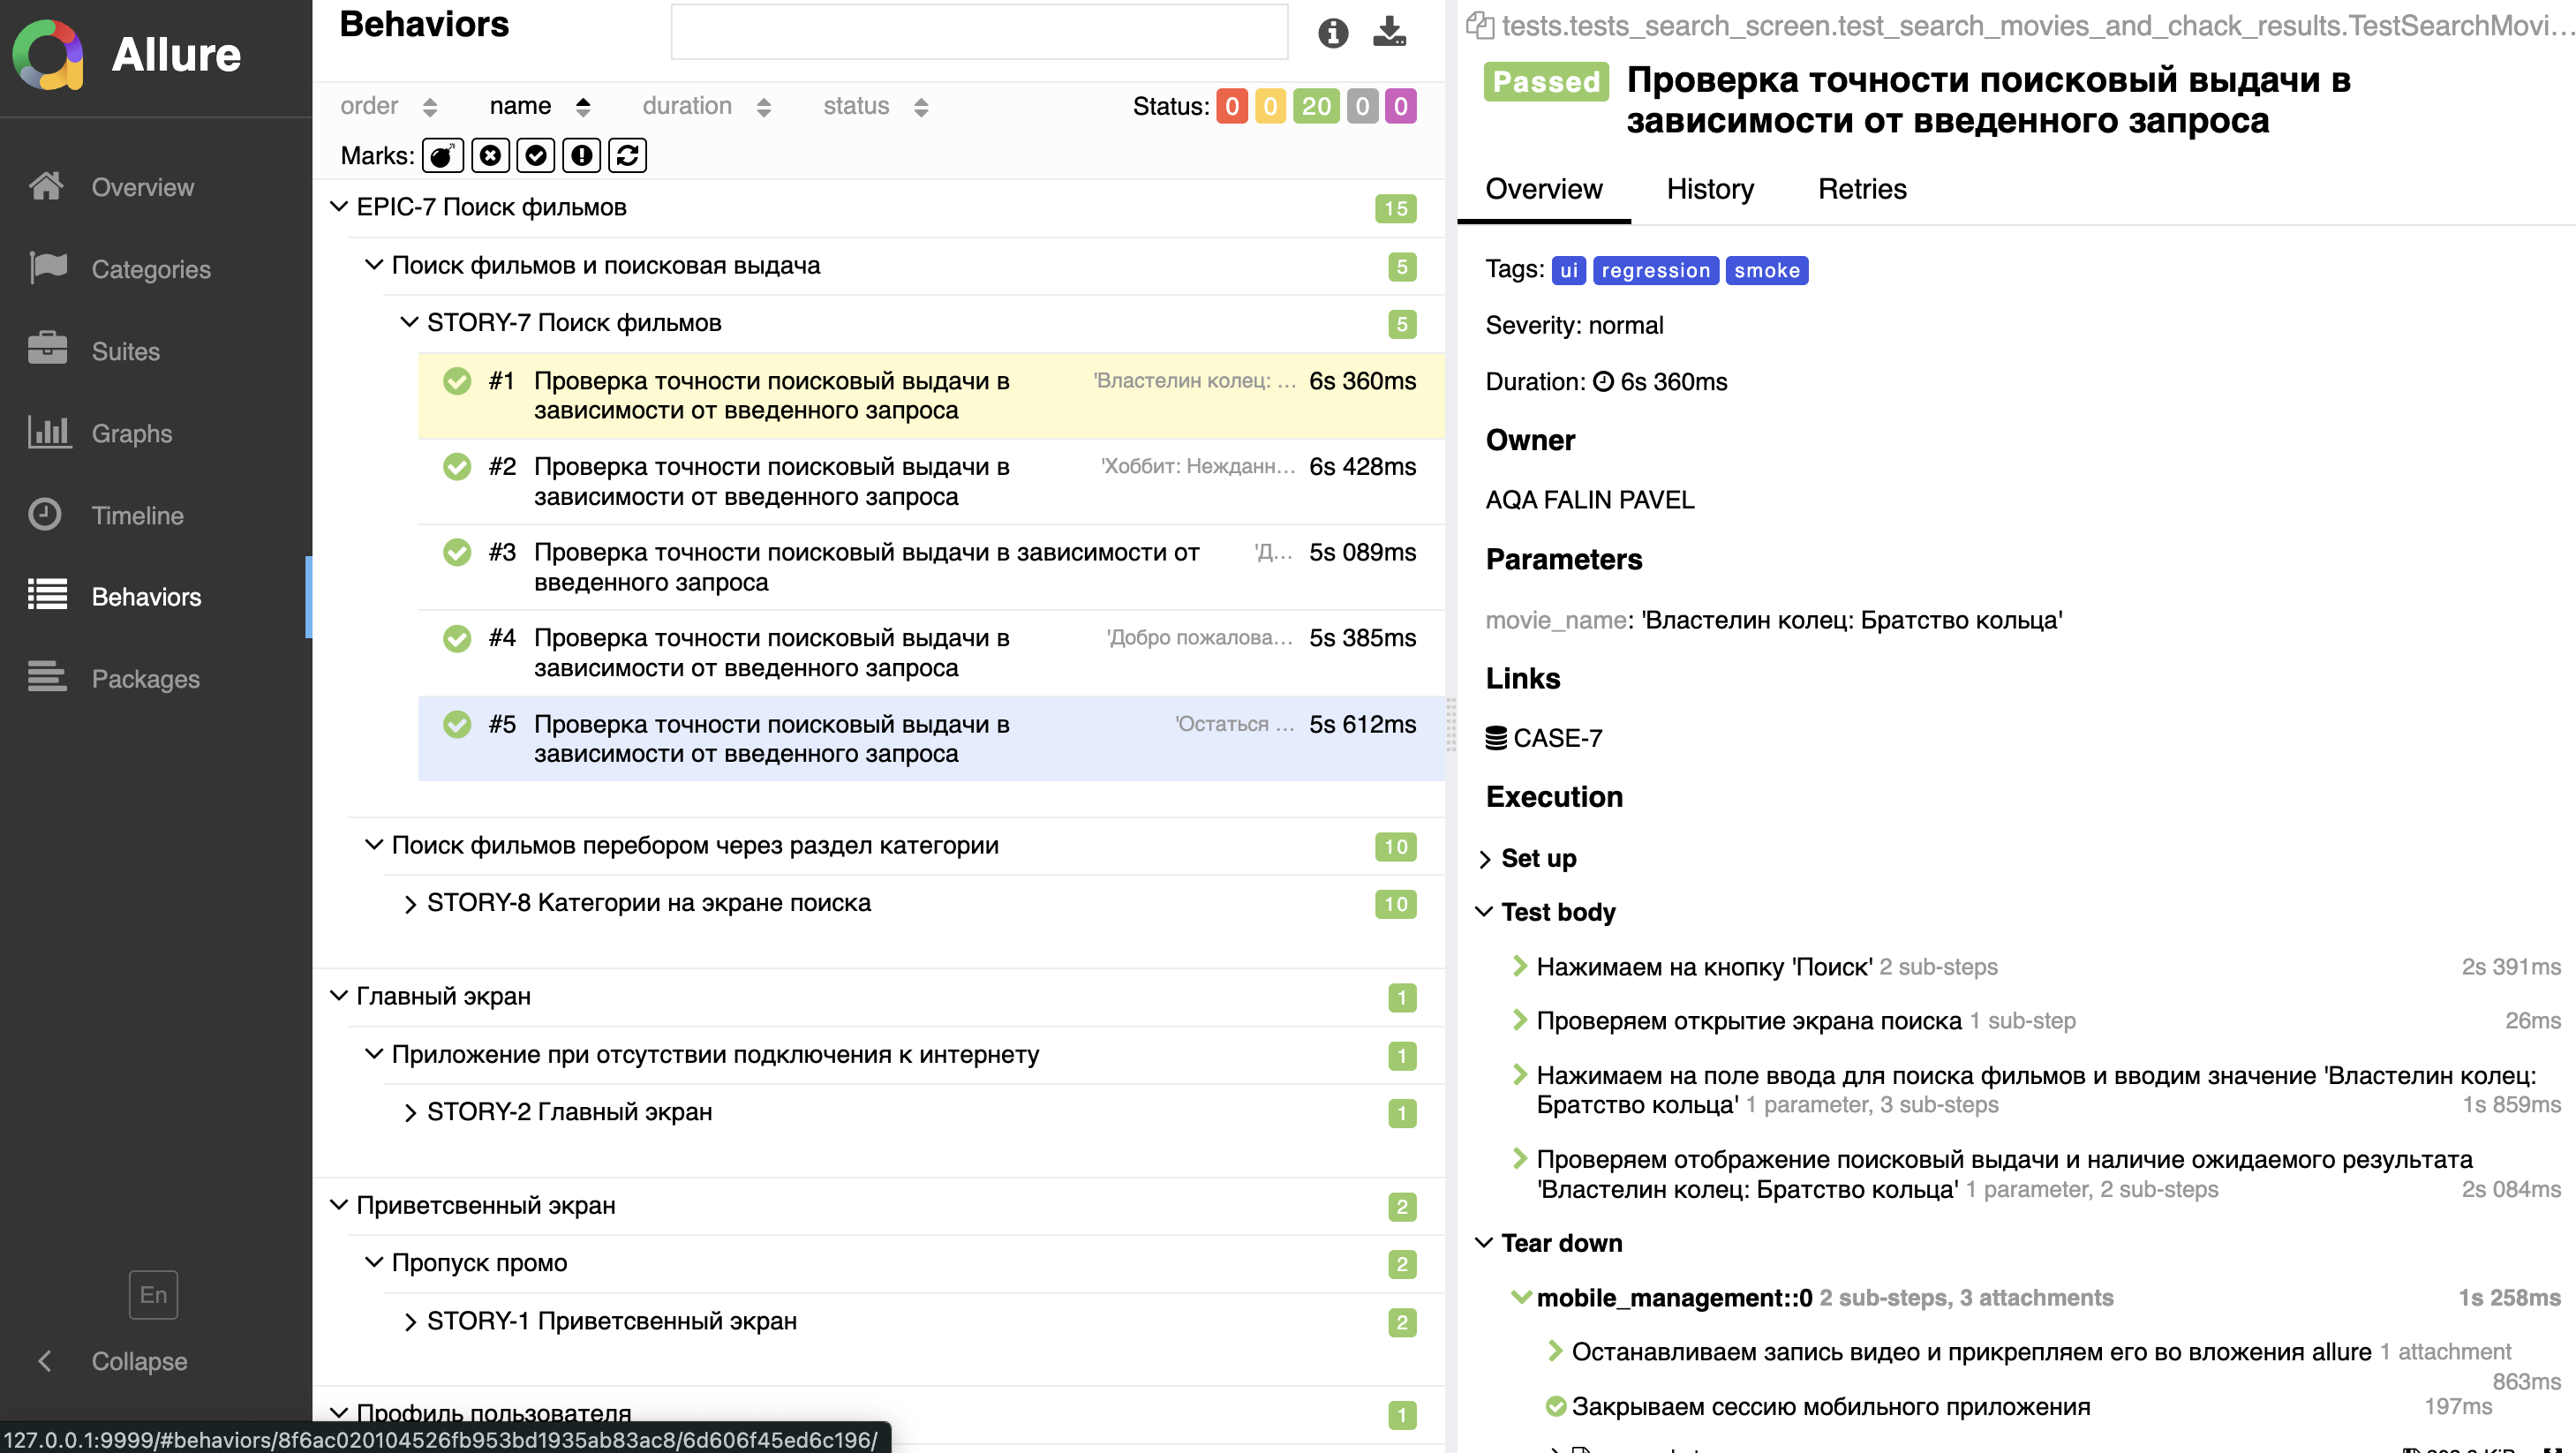 Allure
Overview
Categories
Suites
Graphs
Timeline
Behaviors
Packages
En
Collapse
Behaviors
order name duration status Status: 0 0 20 0 0
Marks:
EPIC-7 Поиск фильмов 15
Поиск фильмов и поисковая выдача 5
STORY-7 Поиск фильмов 5
#1 Проверка точности поисковый выдачи в 'Властелин колец: ... 6s 360ms
зависимости от введенного запроса
#2 Проверка точности поисковый выдачи в 'Хоббит: Нежданн... 6s 428ms
зависимости от введенного запроса
#3 Проверка точности поисковый выдачи в зависимости от 'Д... 5s 089ms
введенного запроса
#4 Проверка точности поисковый выдачи в 'Добро пожалова... 5s 385ms
зависимости от введенного запроса
#5 Проверка точности поисковый выдачи в 'Остаться ... 5s 612ms
зависимости от введенного запроса
Поиск фильмов перебором через раздел категории 10
STORY-8 Категории на экране поиска 10
Главный экран 1
Приложение при отсутствии подключения к интернету 1
STORY-2 Главный экран 1
Приветсвенный экран 2
Пропуск промо 2
STORY-1 Приветсвенный экран 2
Профиль пользователя 1
127.0.0.1:9999/#behaviors/8f6ac020104526fb953bd1935ab83ac8/6d606f45ed6c196/
tests.tests_search_screen.test_search_movies_and_chack_results.TestSearchMovi...
Passed Проверка точности поисковый выдачи в
зависимости от введенного запроса
Overview History Retries
Tags: ui regression smoke
Severity: normal
Duration: 6s 360ms
Owner
AQA FALIN PAVEL
Parameters
movie_name: 'Властелин колец: Братство кольца'
Links
CASE-7
Execution
Set up
Test body
Нажимаем на кнопку 'Поиск' 2 sub-steps 2s 391ms
Проверяем открытие экрана поиска 1 sub-step 26ms
Нажимаем на поле ввода для поиска фильмов и вводим значение 'Властелин колец:
Братство кольца' 1 parameter, 3 sub-steps 1s 859ms
Проверяем отображение поисковый выдачи и наличие ожидаемого результата
'Властелин колец: Братство кольца' 1 parameter, 2 sub-steps 2s 084ms
Tear down
mobile_management::0 2 sub-steps, 3 attachments 1s 258ms
Останавливаем запись видео и прикрепляем его во вложения allure 1 attachment
863ms
Закрываем сессию мобильного приложения 197ms